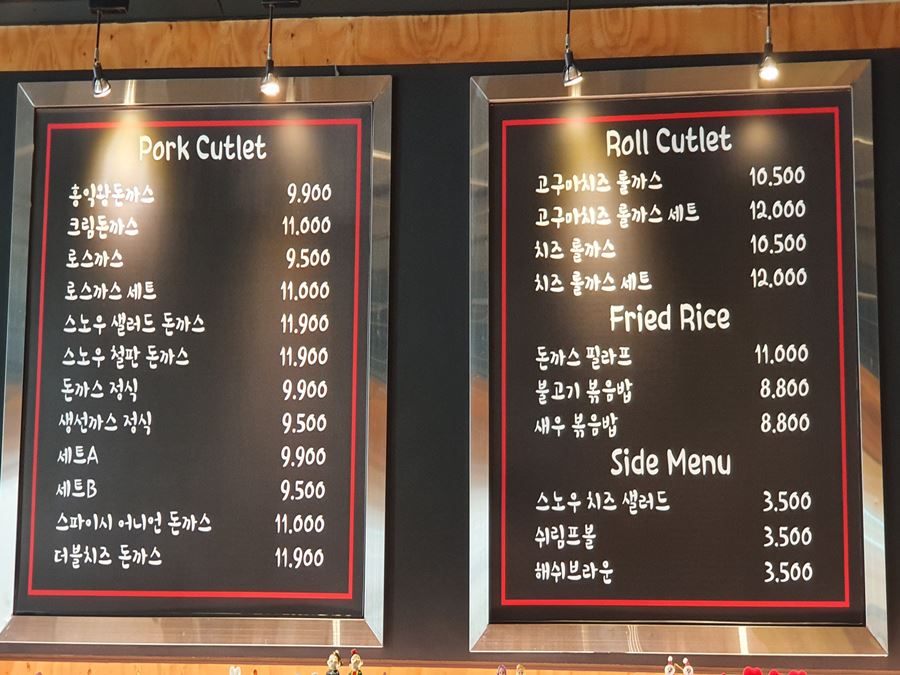 Pork Cutlet
홍익왕돈까스 9.900
크림돈까스 11.000
로스까스 9.500
로스까스 세트 11.000
스노우 샐러드 돈까스 11.900
스노우 철판 돈까스 11.900
돈까스 정식 9.900
생선까스 정식 9.500
세트A 9.900
세트B 9.500
스파이시 어니언 돈까스 11.000
더블치즈 돈까스 11.900
Roll Cutlet
고구마치즈 롤까스 10.500
고구마치즈 롤까스 세트 12.000
치즈 롤까스 10.500
치즈 롤까스 세트 12.000
Fried Rice
돈까스 필라프 11.000
불고기 볶음밥 8.800
새우 볶음밥 8.800
Side Menu
스노우 치즈 샐러드 3.500
쉬림프볼 3.500
해쉬브라운 3.500